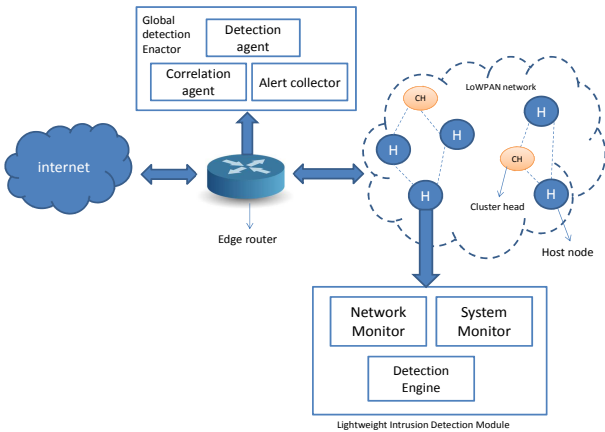 Global
detection
Enactor
Detection
agent
Correlation
agent
Alert collector
LoWPAN network
CH
H
H
H
H
CH
H
internet
Edge router
Cluster head
Host node
Network
Monitor
System
Monitor
Detection
Engine
Lightweight Intrusion Detection Module